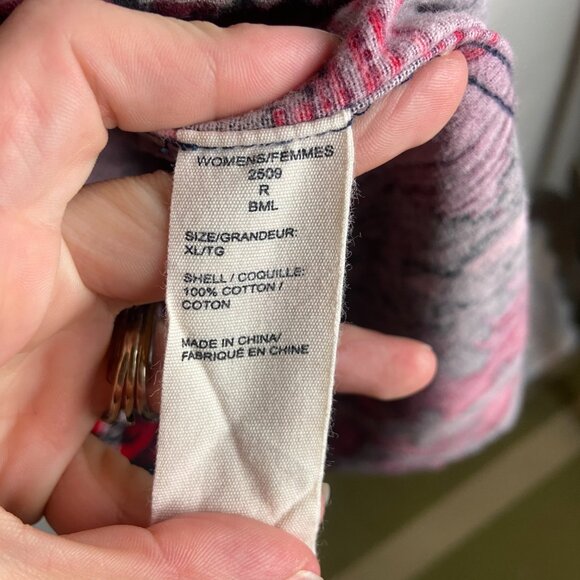 WOMENS/FEMMES
2509
R
BML
SIZE/GRANDEUR:
XL/TG
SHELL / COQUILLE:
100% COTTON /
COTON
MADE IN CHINA/
FABRIQUÉ EN CHINE